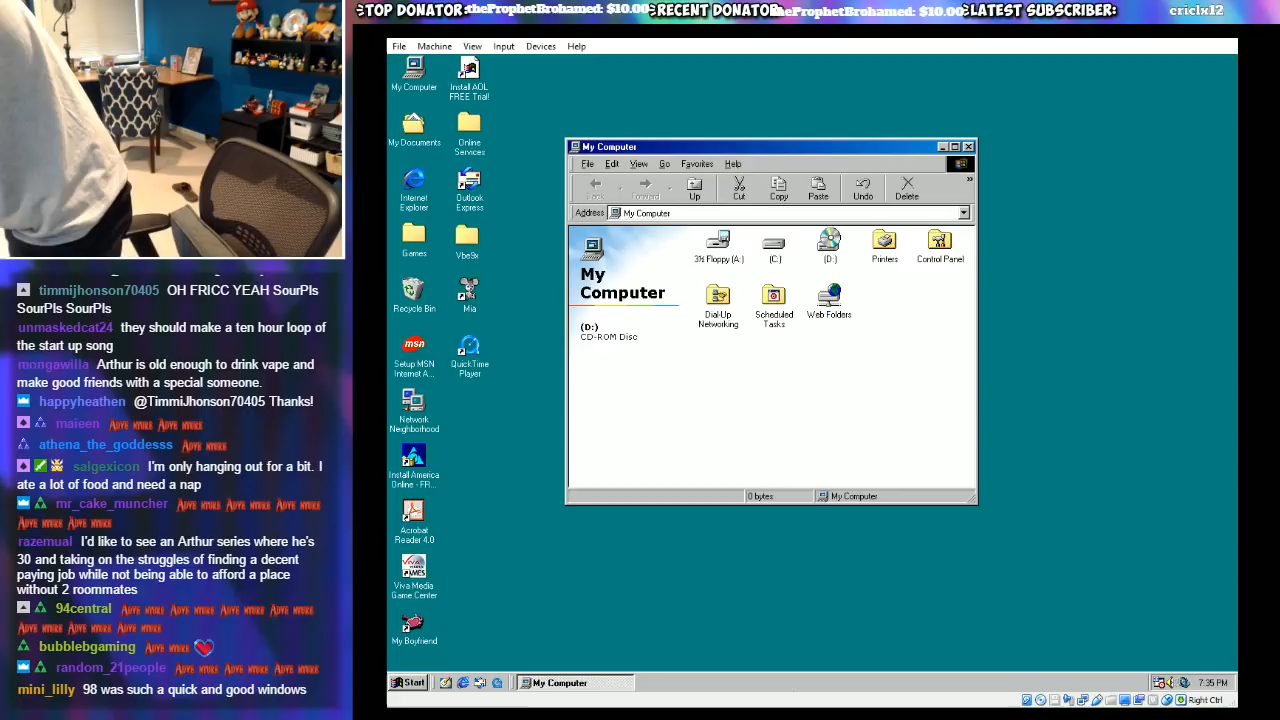 TOP DONATOR: theProphetBrohamed: $10.00 RECENT DONATOR: theProphetBrohamed: $10.00 LATEST SUBSCRIBER: criclx12
File Machine View Input Devices Help
My Computer
Install AOL
FREE Trial!
My Documents
Online
Services
Internet
Explorer
Outlook
Express
Games
Vbe9x
Recycle Bin
Mia
msn
Setup MSN
Internet A...
QuickTime
Player
Network
Neighborhood
Install America
Online - FR...
Acrobat
Reader 4.0
Viva Media
Game Center
My Boyfriend
My Computer
File Edit View Go Favorites Help
Back Forward Up Cut Copy Paste Undo Delete »
Address My Computer
3½ Floppy (A:) (C:) (D:) Printers Control Panel
Dial-Up
Networking
Scheduled
Tasks
Web Folders
My
Computer
(D:)
CD-ROM Disc
0 bytes My Computer
Start My Computer 7:35 PM
Right Ctrl
timmijhonson70405 OH FRICC YEAH SourPls
SourPls SourPls
unmaskedcat24 they should make a ten hour loop of
the start up song
mongawilla Arthur is old enough to drink vape and
make good friends with a special someone.
happyheathen @TimmiJhonson70405 Thanks!
maieen
athena_the_goddesss
salgexicon I'm only hanging out for a bit. I
ate a lot of food and need a nap
mr_cake_muncher
razemual I'd like to see an Arthur series where he's
30 and taking on the struggles of finding a decent
paying job while not being able to afford a place
without 2 roommates
94central
bubblebgaming
random_21people
mini_lilly 98 was such a quick and good windows